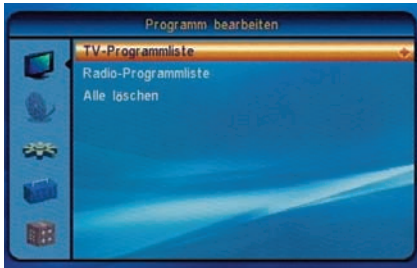 Programm bearbeiten
TV-Programmliste
Radio-Programmliste
Alle löschen